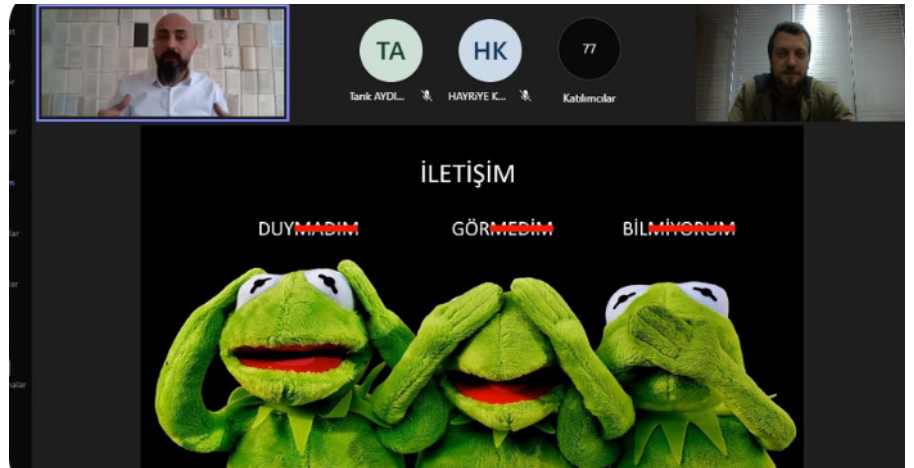 TA
HK
77
Tarık AYDI...
HAYRİYE K...
Katılımcılar
İLETİŞİM
DUYMADIM
GÖRMEDİM
BİLMİYORUM